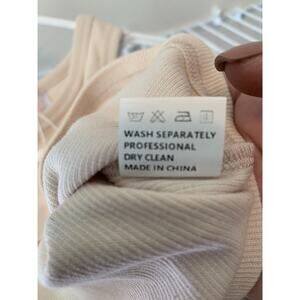 WASH SEPARATELY
PROFESSIONAL
DRY CLEAN
MADE IN CHINA